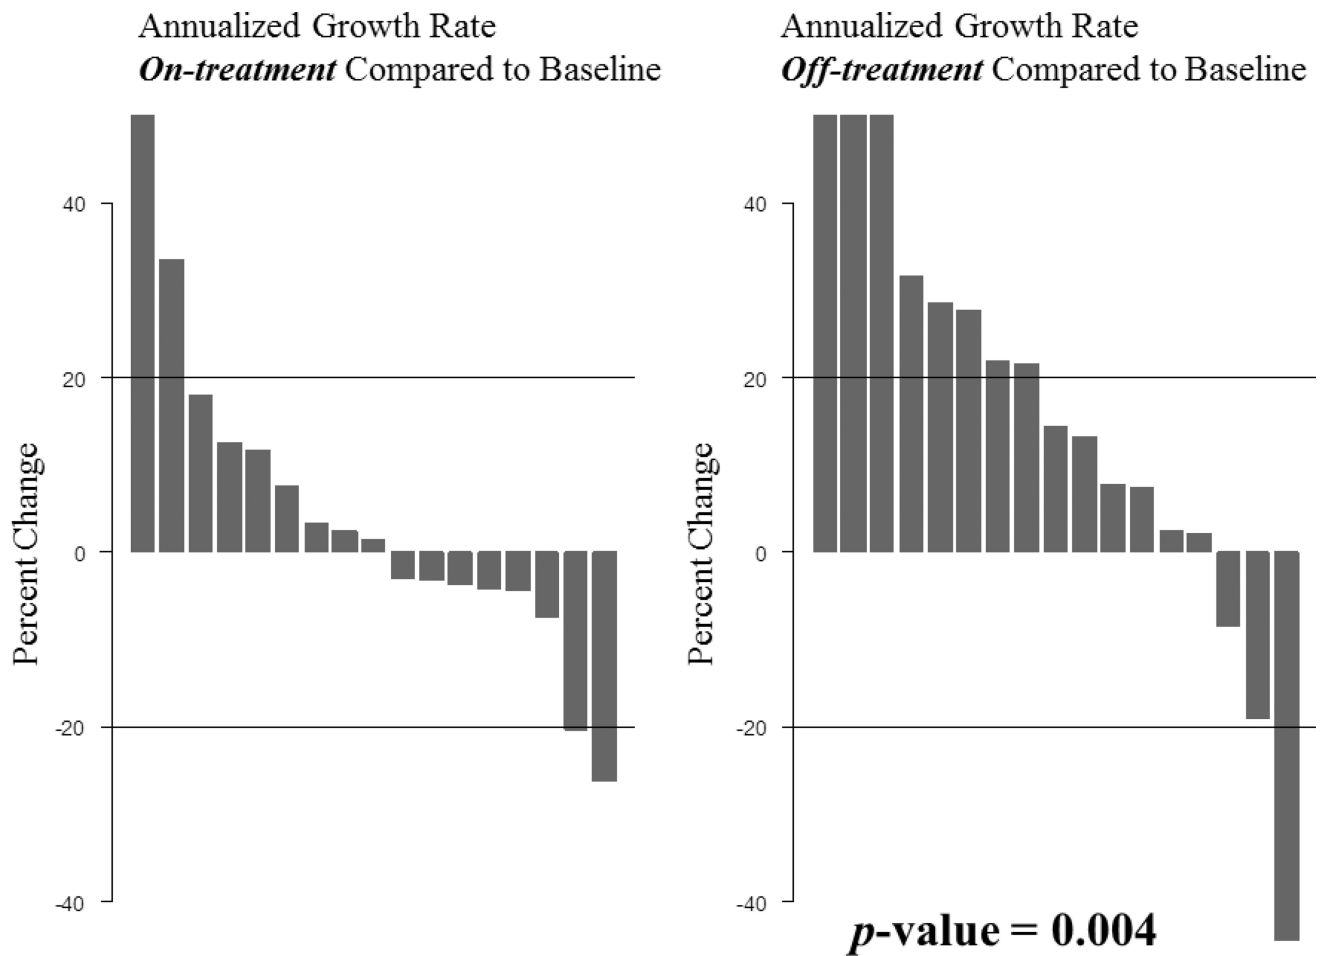 Annualized Growth Rate
On-treatment Compared to Baseline
40
20
0
-20
-40
Percent Change
Annualized Growth Rate
Off-treatment Compared to Baseline
40
20
0
-20
-40
Percent Change
p-value = 0.004